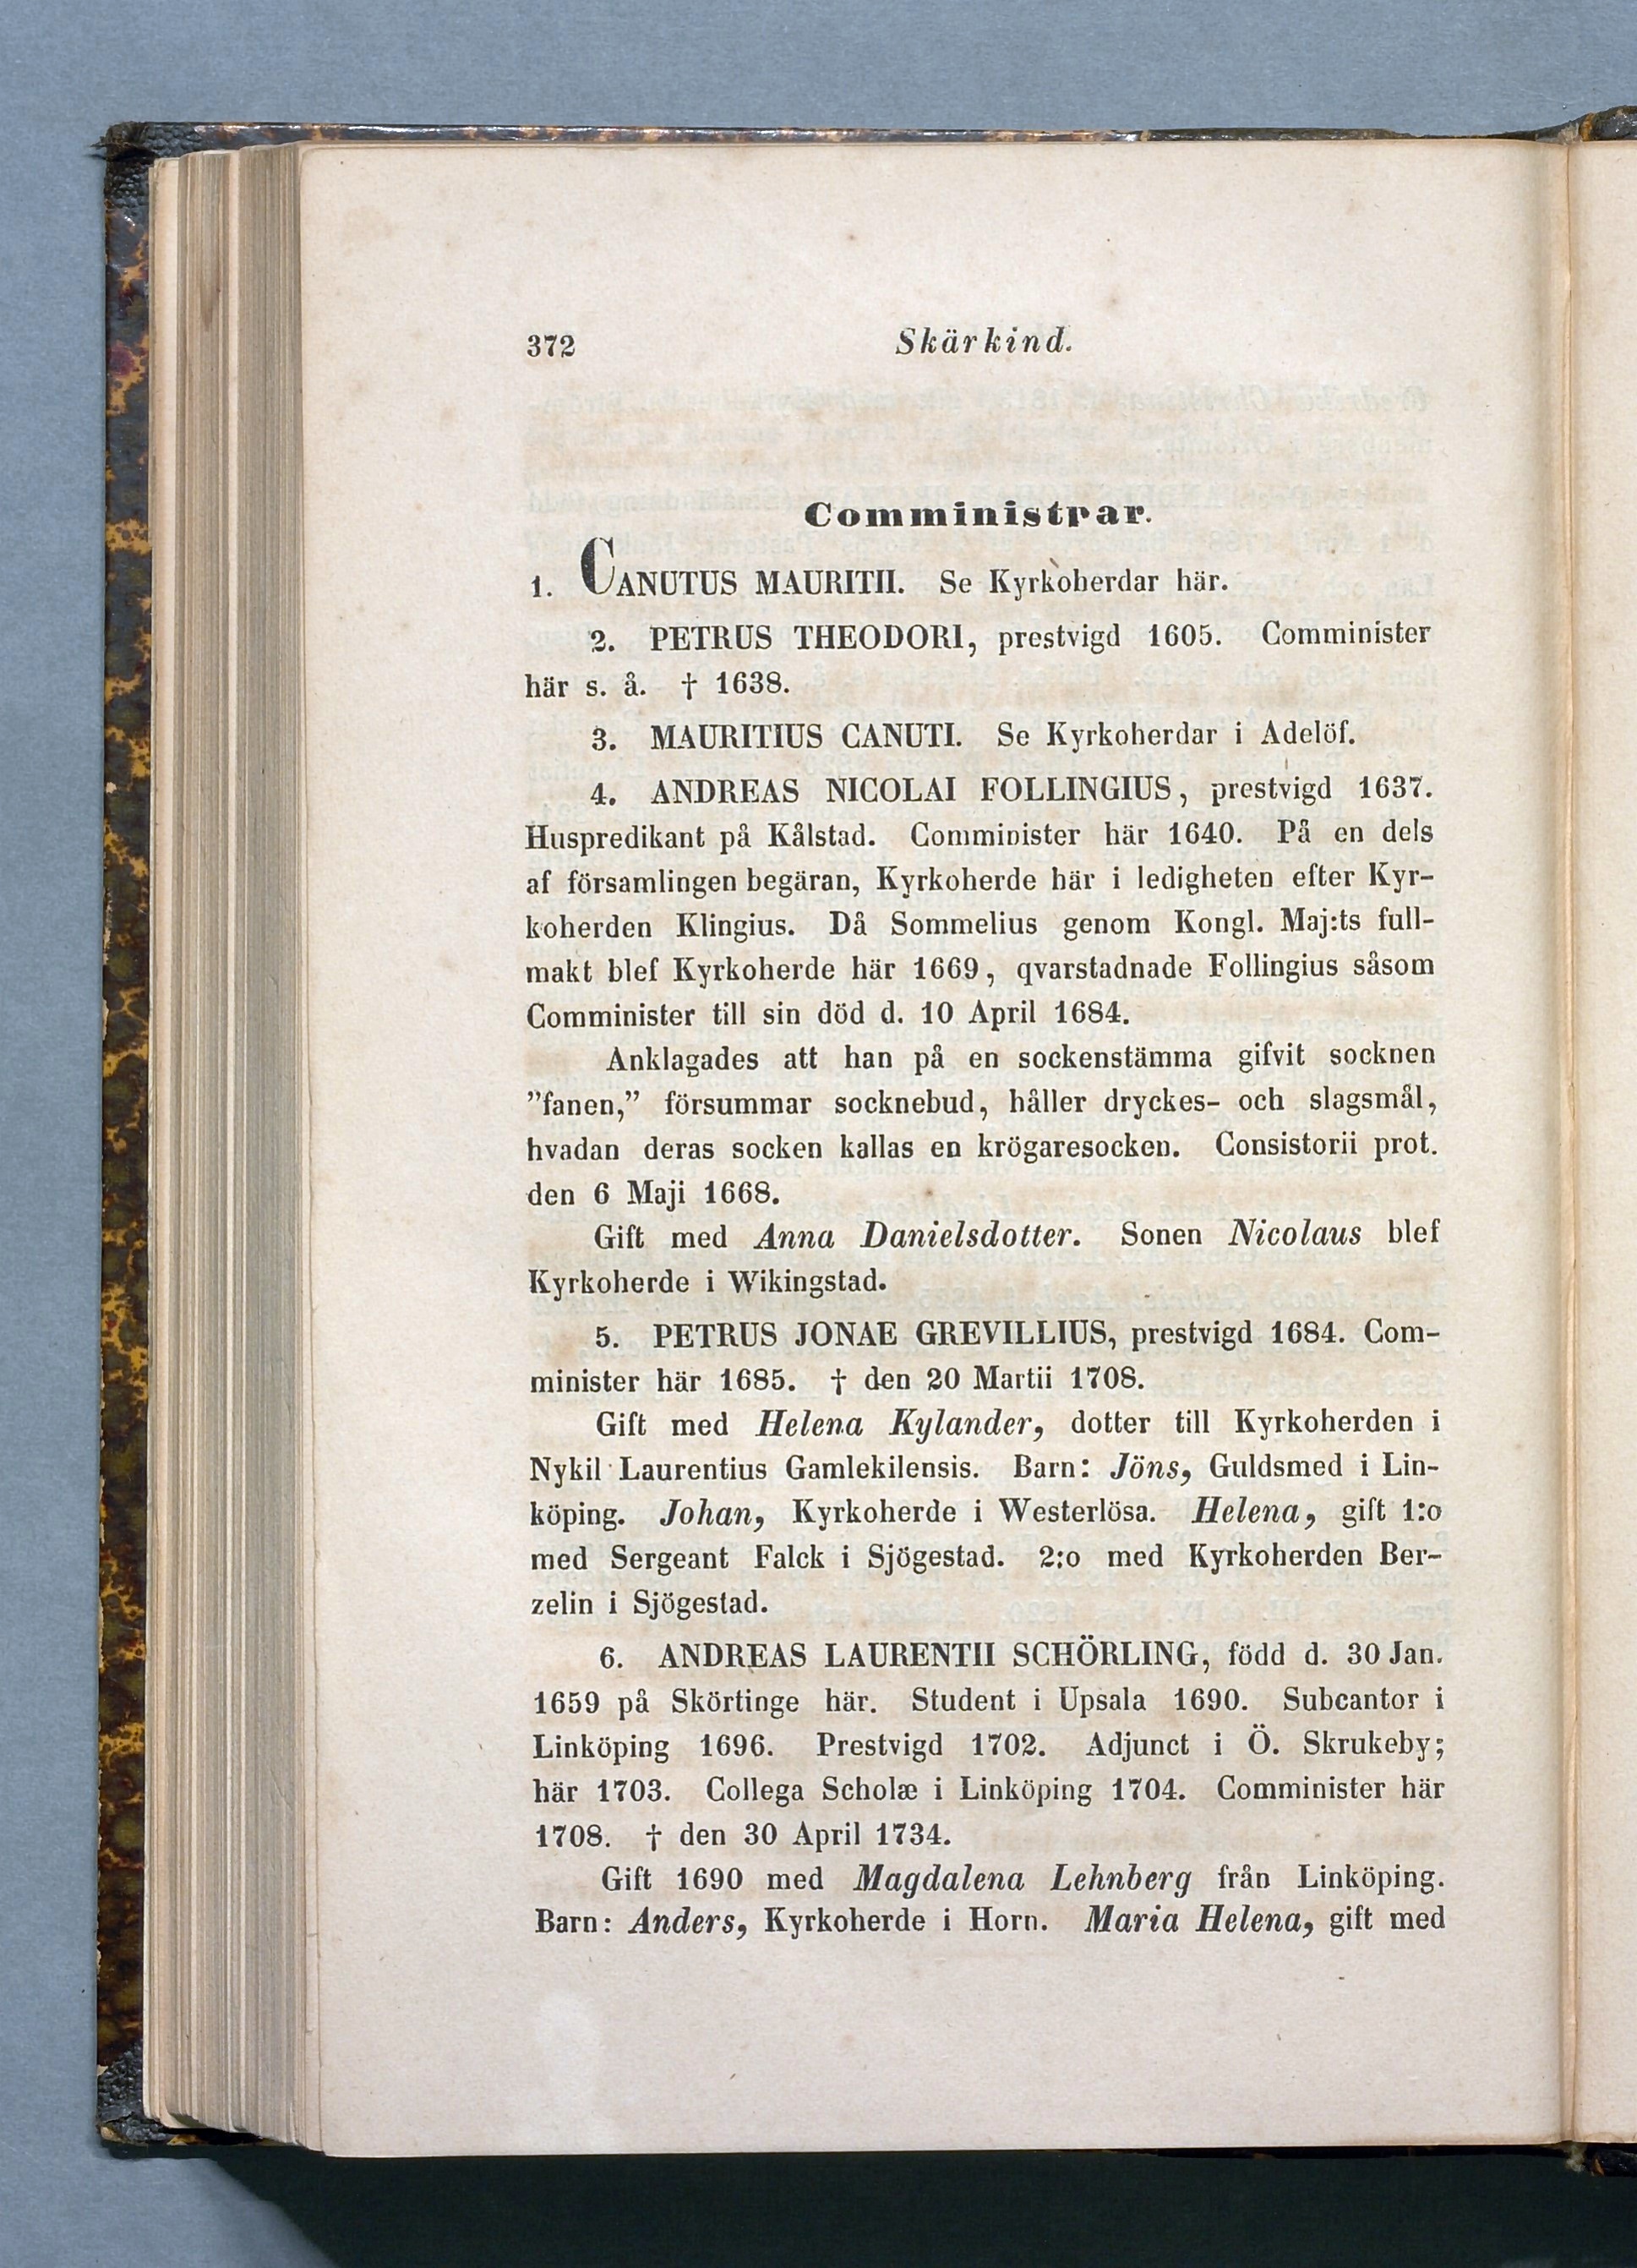 372 Skärkind.
Comministrar.
1. CANUTUS MAURITII. Se Kyrkoherdar här.
2. PETRUS THEODORI, prestvigd 1605. Comminister
här s. å. † 1638.
3. MAURITIUS CANUTI. Se Kyrkoherdar i Adelöf.
4. ANDREAS NICOLAI FOLLINGIUS, prestvigd 1637.
Huspredikant på Kålstad. Comminister här 1640. På en dels
af församlingen begäran, Kyrkoherde här i ledigheten efter Kyr-
koherden Klingius. Då Sommelius genom Kongl. Maj:ts full-
makt blef Kyrkoherde här 1669, qvarstadnade Follingius såsom
Comminister till sin död d. 10 April 1684.
Anklagades att han på en sockenstämma gifvit socknen
”fanen,” försummar socknebud, håller dryckes- och slagsmål,
hvadan deras socken kallas en krögaresocken. Consistorii prot.
den 6 Maji 1668.
Gift med Anna Danielsdotter. Sonen Nicolaus blef
Kyrkoherde i Wikingstad.
5. PETRUS JONAE GREVILLIUS, prestvigd 1684. Com-
minister här 1685. † den 20 Martii 1708.
Gift med Helena Kylander, dotter till Kyrkoherden i
Nykil Laurentius Gamlekilensis. Barn: Jöns, Guldsmed i Lin-
köping. Johan, Kyrkoherde i Westerlösa. Helena, gift 1:o
med Sergeant Falck i Sjögestad. 2:o med Kyrkoherden Ber-
zelin i Sjögestad.
6. ANDREAS LAURENTII SCHÖRLING, född d. 30 Jan.
1659 på Skörtinge här. Student i Upsala 1690. Subcantor i
Linköping 1696. Prestvigd 1702. Adjunct i Ö. Skrukeby;
här 1703. Collega Scholæ i Linköping 1704. Comminister här
1708. † den 30 April 1734.
Gift 1690 med Magdalena Lehnberg från Linköping.
Barn: Anders, Kyrkoherde i Horn. Maria Helena, gift med